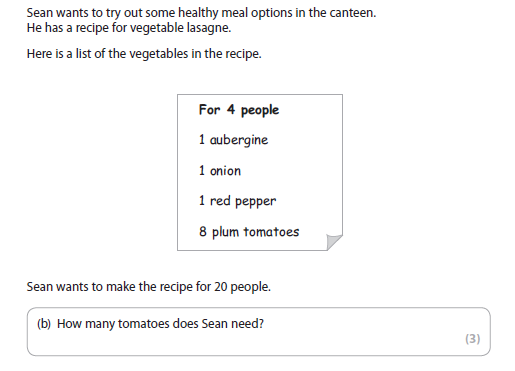 Sean wants to try out some healthy meal options in the canteen.
He has a recipe for vegetable lasagne.
Here is a list of the vegetables in the recipe.
For 4 people
1 aubergine
1 onion
1 red pepper
8 plum tomatoes
Sean wants to make the recipe for 20 people.
(b) How many tomatoes does Sean need?
(3)